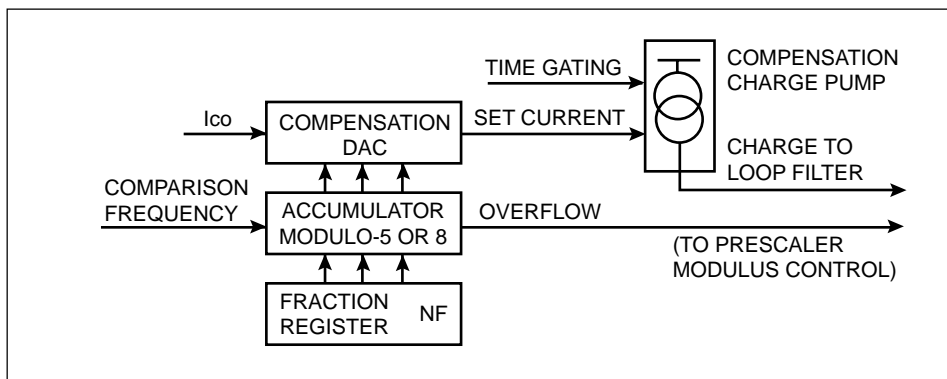 TIME GATING
COMPENSATION
CHARGE PUMP
Ico
COMPENSATION
DAC
SET CURRENT
CHARGE TO
LOOP FILTER
COMPARISON
FREQUENCY
ACCUMULATOR
MODULO-5 OR 8
OVERFLOW
(TO PRESCALER
MODULUS CONTROL)
FRACTION
REGISTER NF